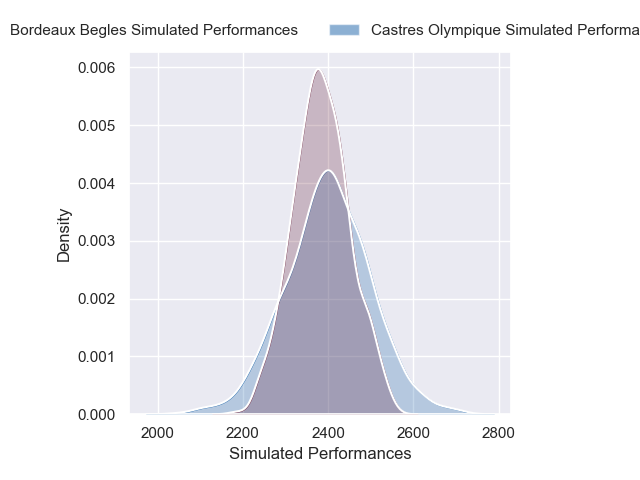 Bordeaux Begles Simulated Performances Castres Olympique Simulated Performa
0.006
0.005
0.004
0.003
0.002
0.001
0.000
Density
2000 2200 2400 2600 2800
Simulated Performances